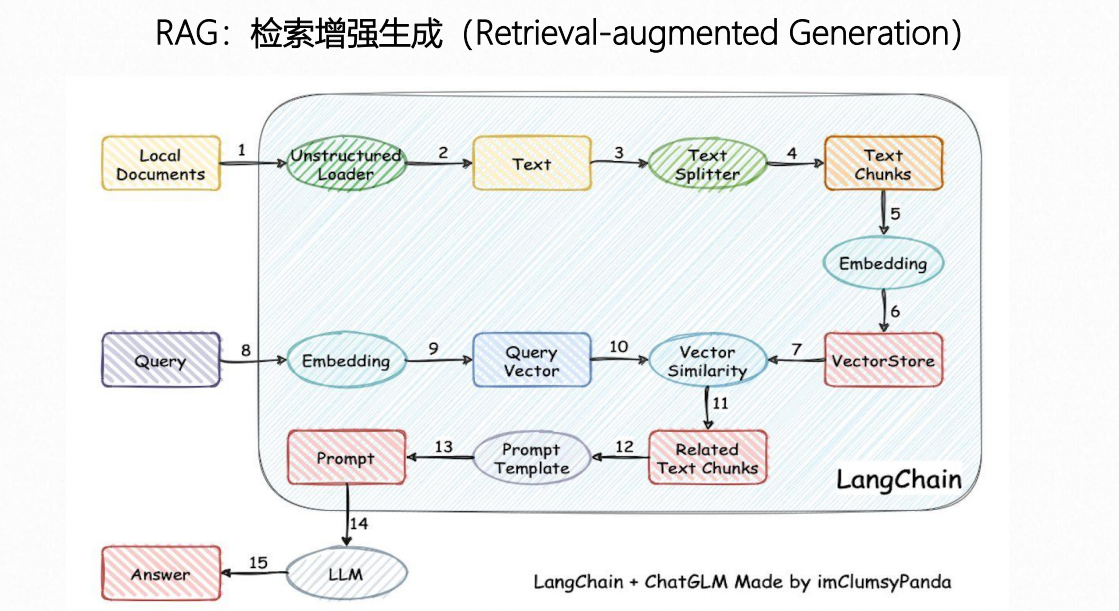 RAG：检索增强生成（Retrieval-augmented Generation）
1
2
3
4
Local
Documents
Unstructured
Loader
Text
Text
Splitter
Text
Chunks
5
Embedding
6
8
9
10
7
Query
Embedding
Query
Vector
Vector
Similarity
VectorStore
11
13
12
Prompt
Prompt
Template
Related
Text Chunks
LangChain
14
15
Answer
LLM
LangChain + ChatGLM Made by imClumsyPanda